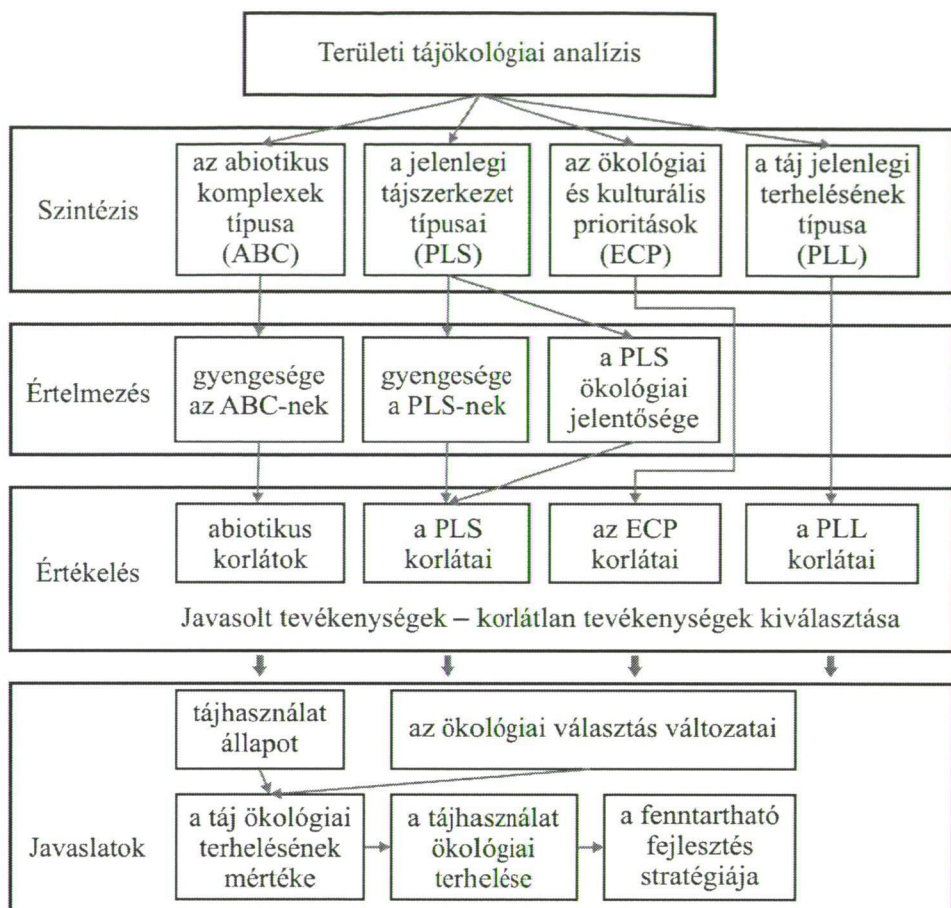 Területi tájökológiai analízis
Szintézis
az abiotikus
komplexek
típusa
(ABC)
a jelenlegi
tájszerkezet
típusai
(PLS)
az ökológiai
és kulturális
prioritások
(ECP)
a táj jelenlegi
terhelésének
típusa
(PLL)
Értelmezés
gyengesége
az ABC-nek
gyengesége
a PLS-nek
a PLS
ökológiai
jelentősége
Értékelés
abiotikus
korlátok
a PLS
korlátai
az ECP
korlátai
a PLL
korlátai
Javasolt tevékenységek – korlátlan tevékenységek kiválasztása
Javaslatok
tájhasználat
állapot
az ökológiai választás változatai
a táj ökológiai
terhelésének
mértéke
a tájhasználat
ökológiai
terhelése
a fenntartható
fejlesztés
stratégiája